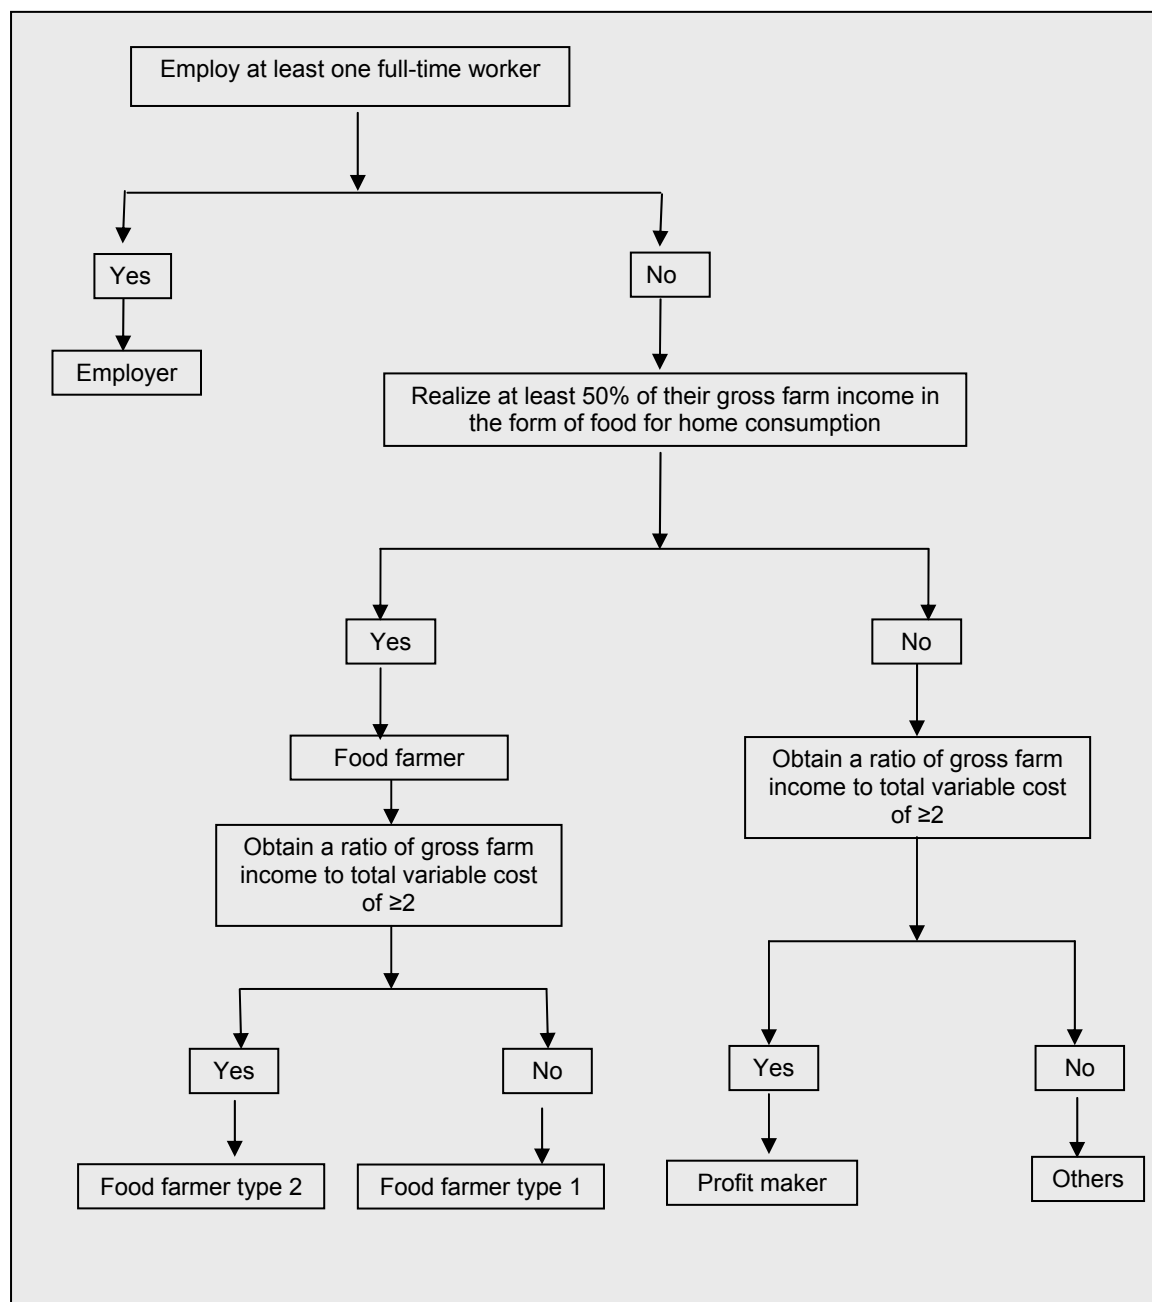 Employ at least one full-time worker
Yes
No
Employer
Realize at least 50% of their gross farm income in
the form of food for home consumption
Yes
No
Food farmer
Obtain a ratio of gross farm
income to total variable cost
of ≥2
Obtain a ratio of gross farm
income to total variable cost
of ≥2
Yes
No
Yes
No
Food farmer type 2
Food farmer type 1
Profit maker
Others